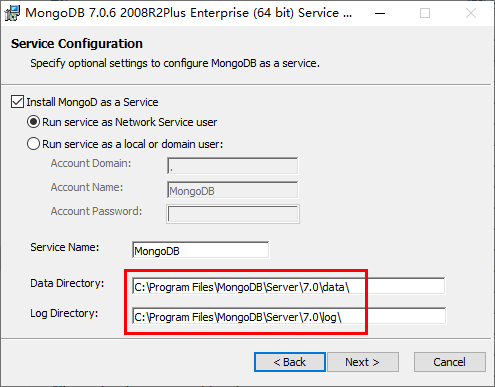 MongoDB 7.0.6 2008R2Plus Enterprise (64 bit) Service ...
Service Configuration
Specify optional settings to configure MongoDB as a service.
Install MongoD as a Service
Run service as Network Service user
Run service as a local or domain user:
Account Domain: .
Account Name: MongoDB
Account Password:
Service Name: MongoDB
Data Directory: C:\Program Files\MongoDB\Server\7.0\data\
Log Directory: C:\Program Files\MongoDB\Server\7.0\log\
< Back Next > Cancel